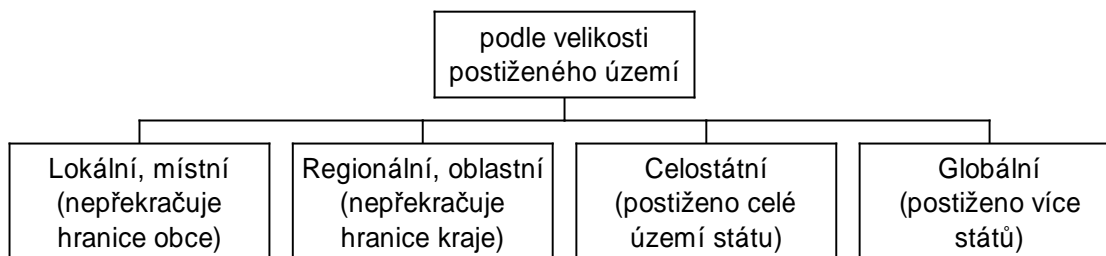 podle velikosti
postiženého území
Lokální, místní
(nepřekračuje
hranice obce)
Regionální, oblastní
(nepřekračuje
hranice kraje)
Celostátní
(postiženo celé
území státu)
Globální
(postiženo více
států)